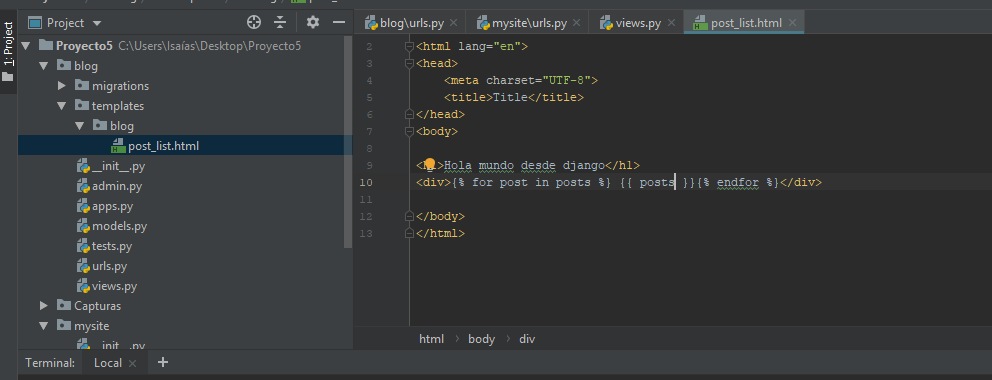 1: Project
Project
Proyecto5 C:\Users\Isaías\Desktop\Proyecto5
blog
migrations
templates
blog
post_list.html
__init__.py
admin.py
apps.py
models.py
tests.py
urls.py
views.py
Capturas
mysite
__init__.py
blog\urls.py
mysite\urls.py
views.py
post_list.html
2 <html lang="en">
3 <head>
4 <meta charset="UTF-8">
5 <title>Title</title>
6 </head>
7 <body>
8
9 >Hola mundo desde django</h1>
10 <div>{% for post in posts %} {{ posts }}{% endfor %}</div>
11
12 </body>
13 </html>
html › body › div
Terminal: Local × +